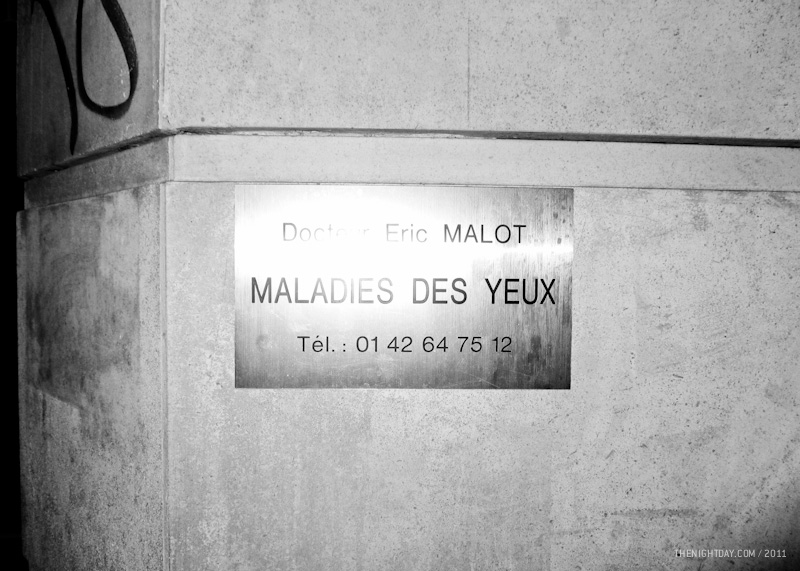 Docteur Eric MALOT
MALADIES DES YEUX
Tél. : 01 42 64 75 12
THENIGHTDAY.COM / 2011